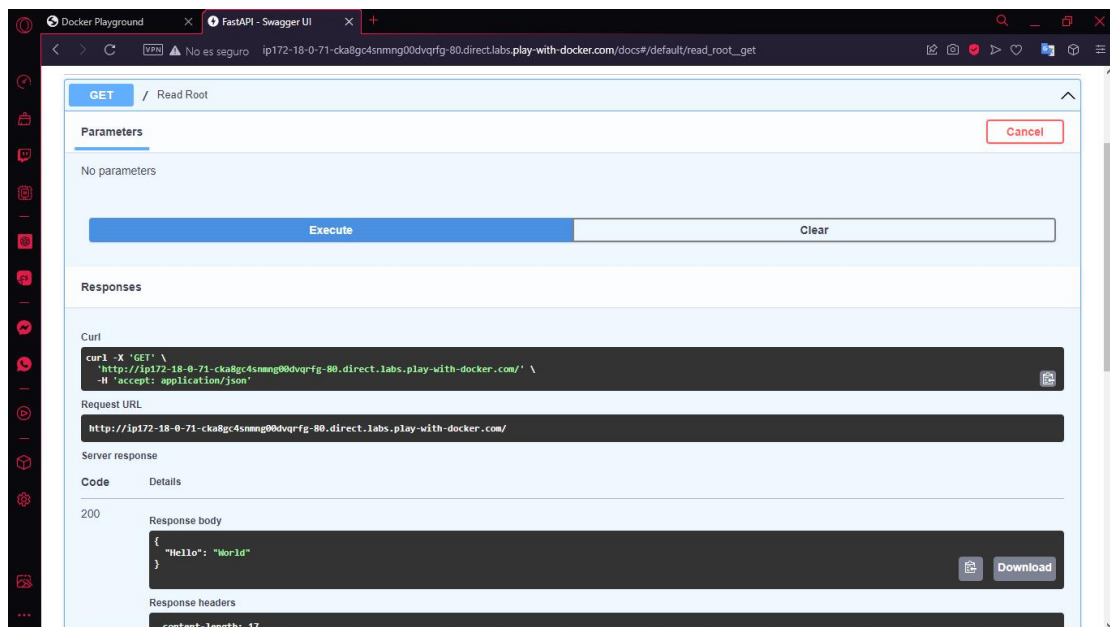 Docker Playground
FastAPI - Swagger UI
VPN No es seguro ip172-18-0-71-cka8gc4snmng00dvqrfg-80.direct.labs.play-with-docker.com/docs#/default/read_root__get
GET / Read Root
Parameters
Cancel
No parameters
Execute
Clear
Responses
Curl
curl -X 'GET' \
'http://ip172-18-0-71-cka8gc4snmng00dvqrfg-80.direct.labs.play-with-docker.com/' \
-H 'accept: application/json'
Request URL
http://ip172-18-0-71-cka8gc4snmng00dvqrfg-80.direct.labs.play-with-docker.com/
Server response
Code Details
200
Response body
{
"Hello": "World"
}
Download
Response headers
content-length: 17